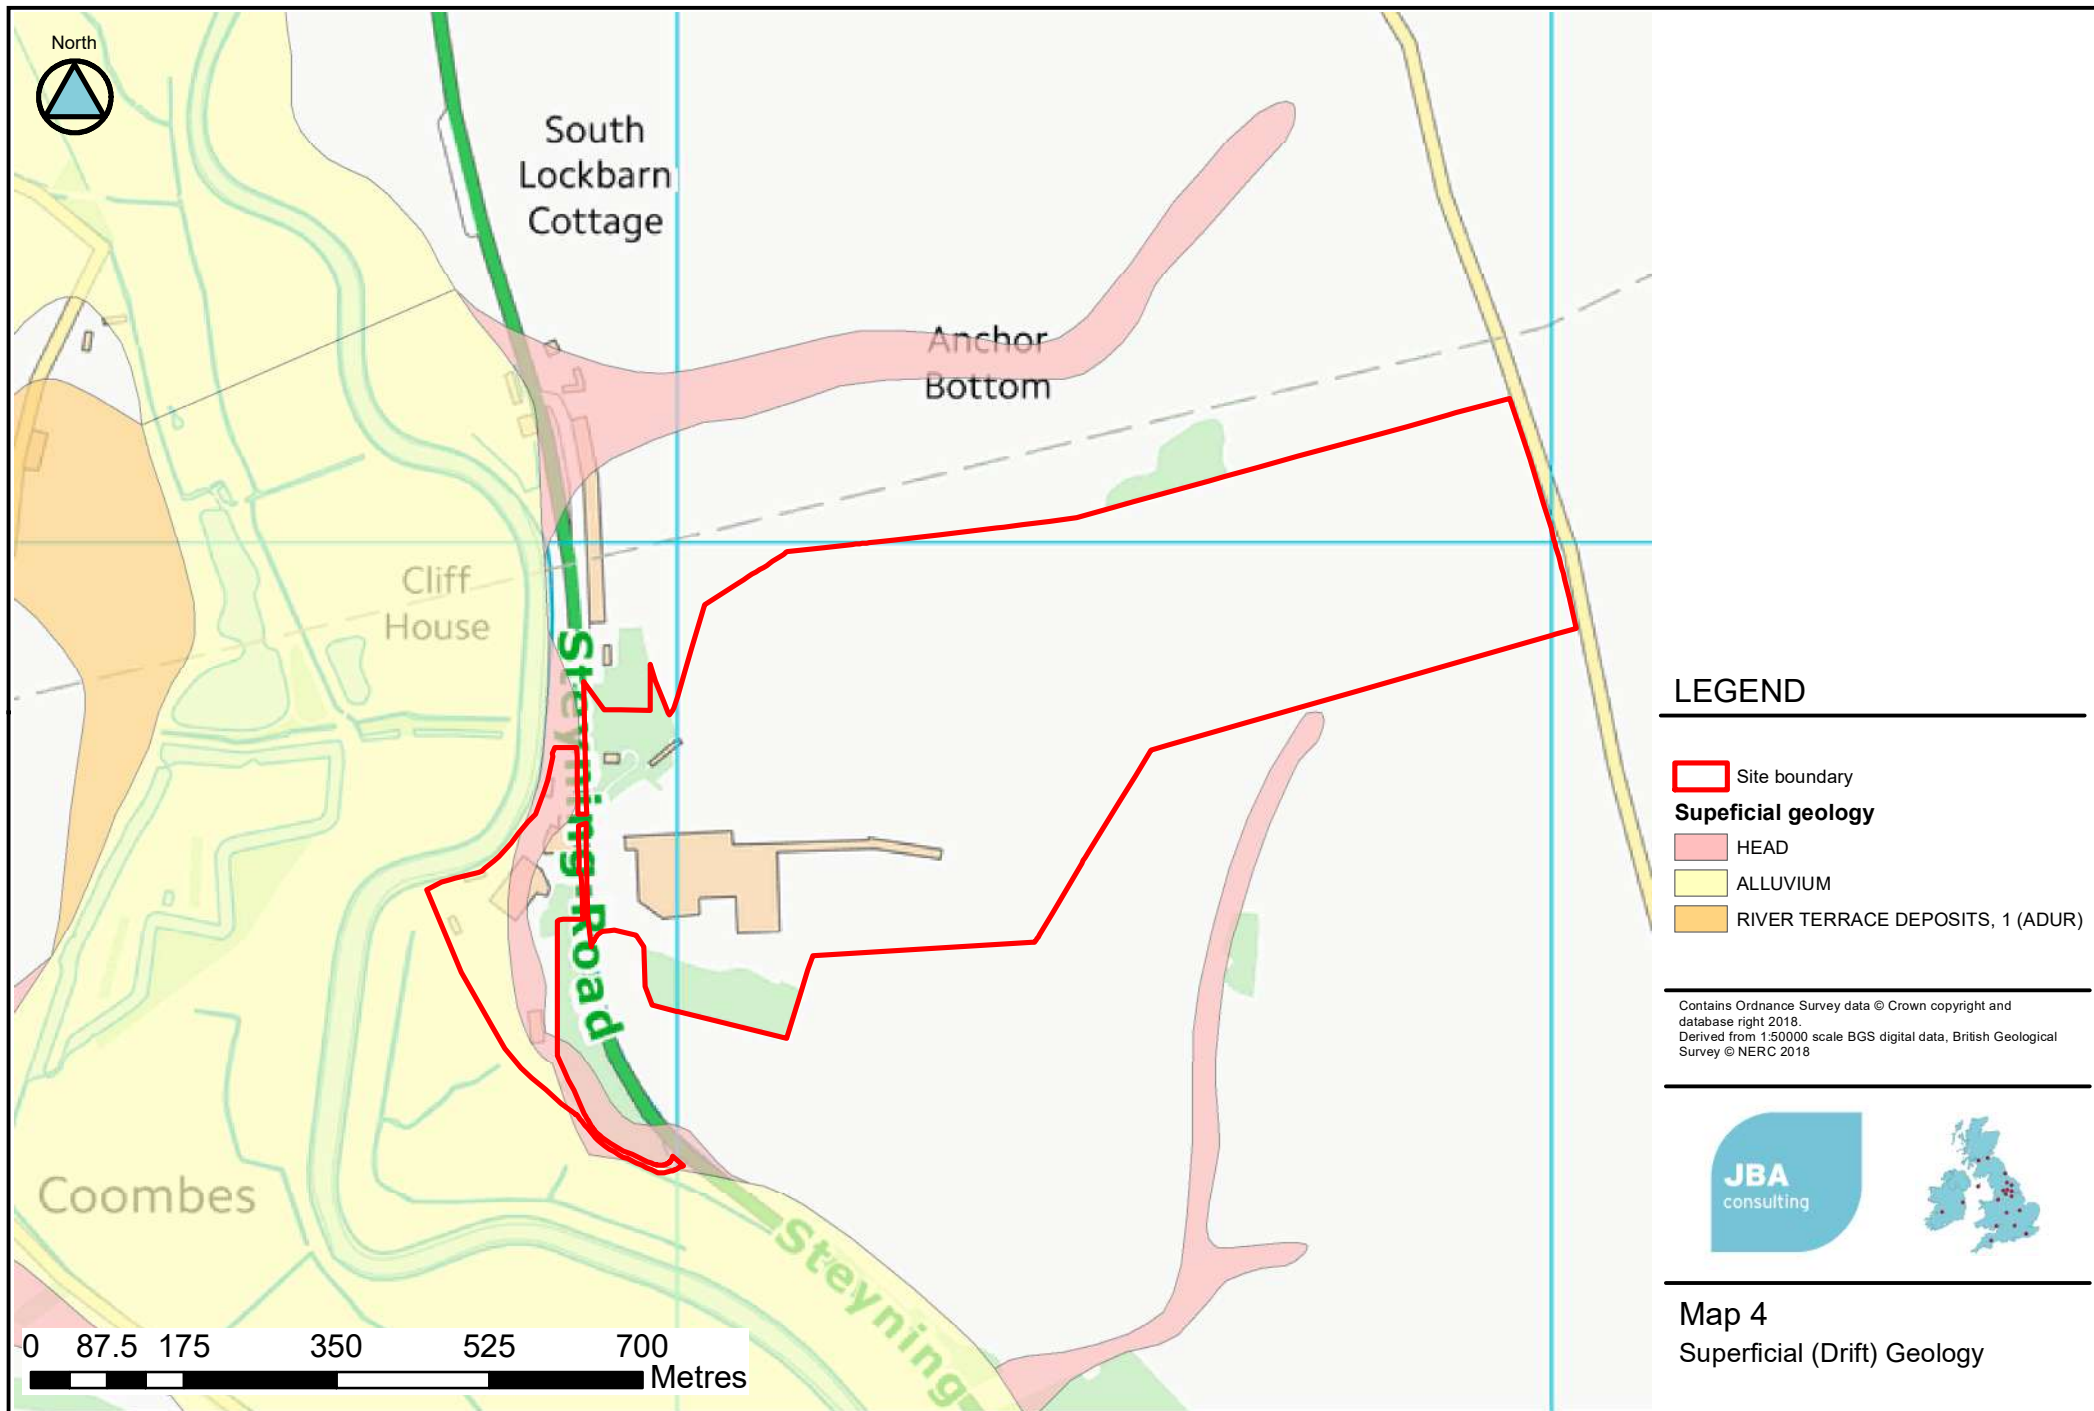 North
South
Lockbarn
Cottage
Anchor
Bottom
Cliff
House
Steyning Road
Coombes
Steyning
0 87.5 175 350 525 700
Metres
LEGEND
Site boundary
Supeficial geology
HEAD
ALLUVIUM
RIVER TERRACE DEPOSITS, 1 (ADUR)
Contains Ordnance Survey data © Crown copyright and
database right 2018.
Derived from 1:50000 scale BGS digital data, British Geological
Survey © NERC 2018
JBA
consulting
Map 4
Superficial (Drift) Geology